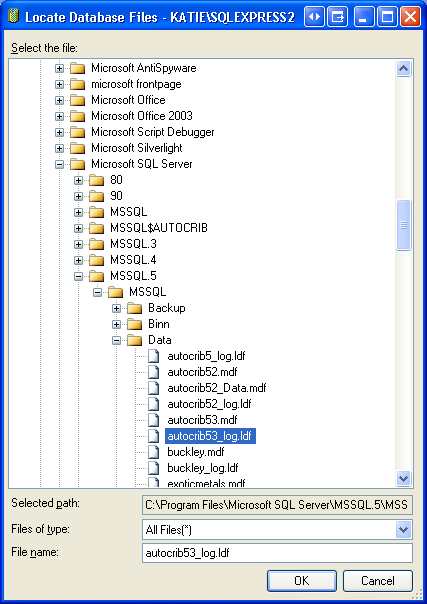 Locate Database Files - KATIE\SQLEXPRESS2
Select the file:
Microsoft AntiSpyware
microsoft frontpage
Microsoft Office
Microsoft Office 2003
Microsoft Script Debugger
Microsoft Silverlight
Microsoft SQL Server
80
90
MSSQL
MSSQL$AUTOCRIB
MSSQL.3
MSSQL.4
MSSQL.5
MSSQL
Backup
Binn
Data
autocrib5_log.ldf
autocrib52.mdf
autocrib52_Data.mdf
autocrib52_log.ldf
autocrib53.mdf
autocrib53_log.ldf
buckley.mdf
buckley_log.ldf
exoticmetals.mdf
Selected path:
C:\Program Files\Microsoft SQL Server\MSSQL.5\MSS
Files of type:
All Files(*)
File name:
autocrib53_log.ldf
OK
Cancel